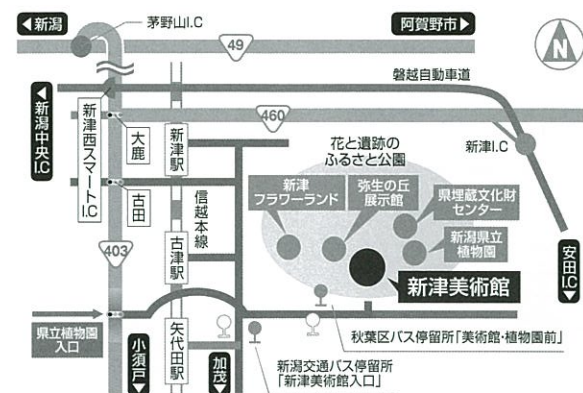 ◀新潟
茅野山I.C
阿賀野市▶
49
N
磐越自動車道
◀新潟中央I.C
新津西スマートI.C
大鹿
新津駅
460
花と遺跡の
ふるさと公園
新津I.C
古田
信越本線
新津
フラワーランド
弥生の丘
展示館
県埋蔵文化財
センター
新潟県立
植物園
403
古津駅
新津美術館
安田I.C▶
県立植物園
入口
小須戸▶
矢代田駅
加茂▶
秋葉区バス停留所「美術館・植物園前」
新潟交通バス停留所
「新津美術館入口」